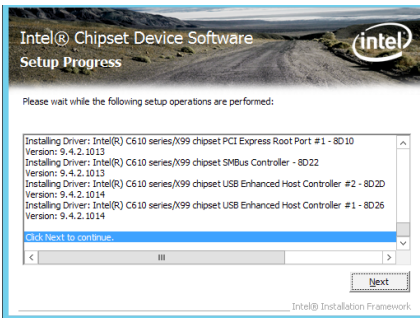 Intel® Chipset Device Software
Setup Progress
intel
Please wait while the following setup operations are performed:
Installing Driver: Intel(R) C610 series/X99 chipset PCI Express Root Port #1 - 8D10
Version: 9.4.2.1013
Installing Driver: Intel(R) C610 series/X99 chipset SMBus Controller - 8D22
Version: 9.4.2.1013
Installing Driver: Intel(R) C610 series/X99 chipset USB Enhanced Host Controller #2 - 8D2D
Version: 9.4.2.1014
Installing Driver: Intel(R) C610 series/X99 chipset USB Enhanced Host Controller #1 - 8D26
Version: 9.4.2.1014
Click Next to continue.
Next
Intel® Installation Framework